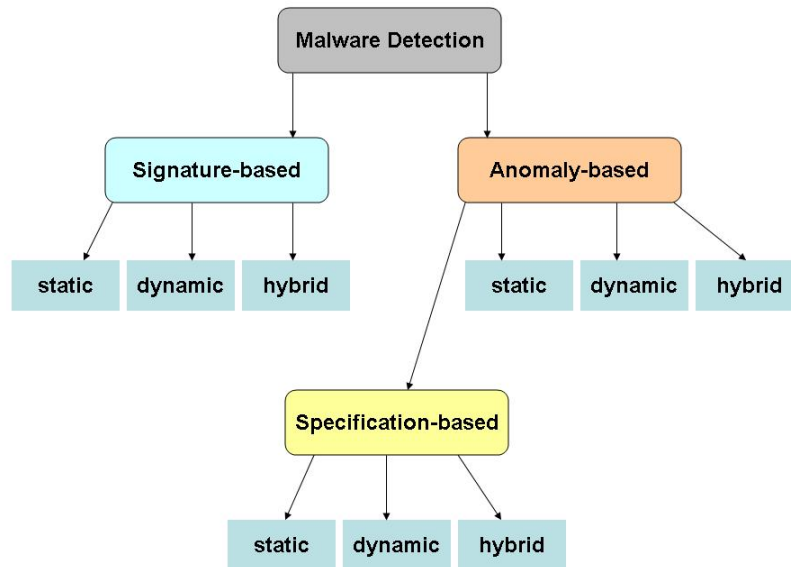 Malware Detection
Signature-based
Anomaly-based
static
dynamic
hybrid
static
dynamic
hybrid
Specification-based
static
dynamic
hybrid